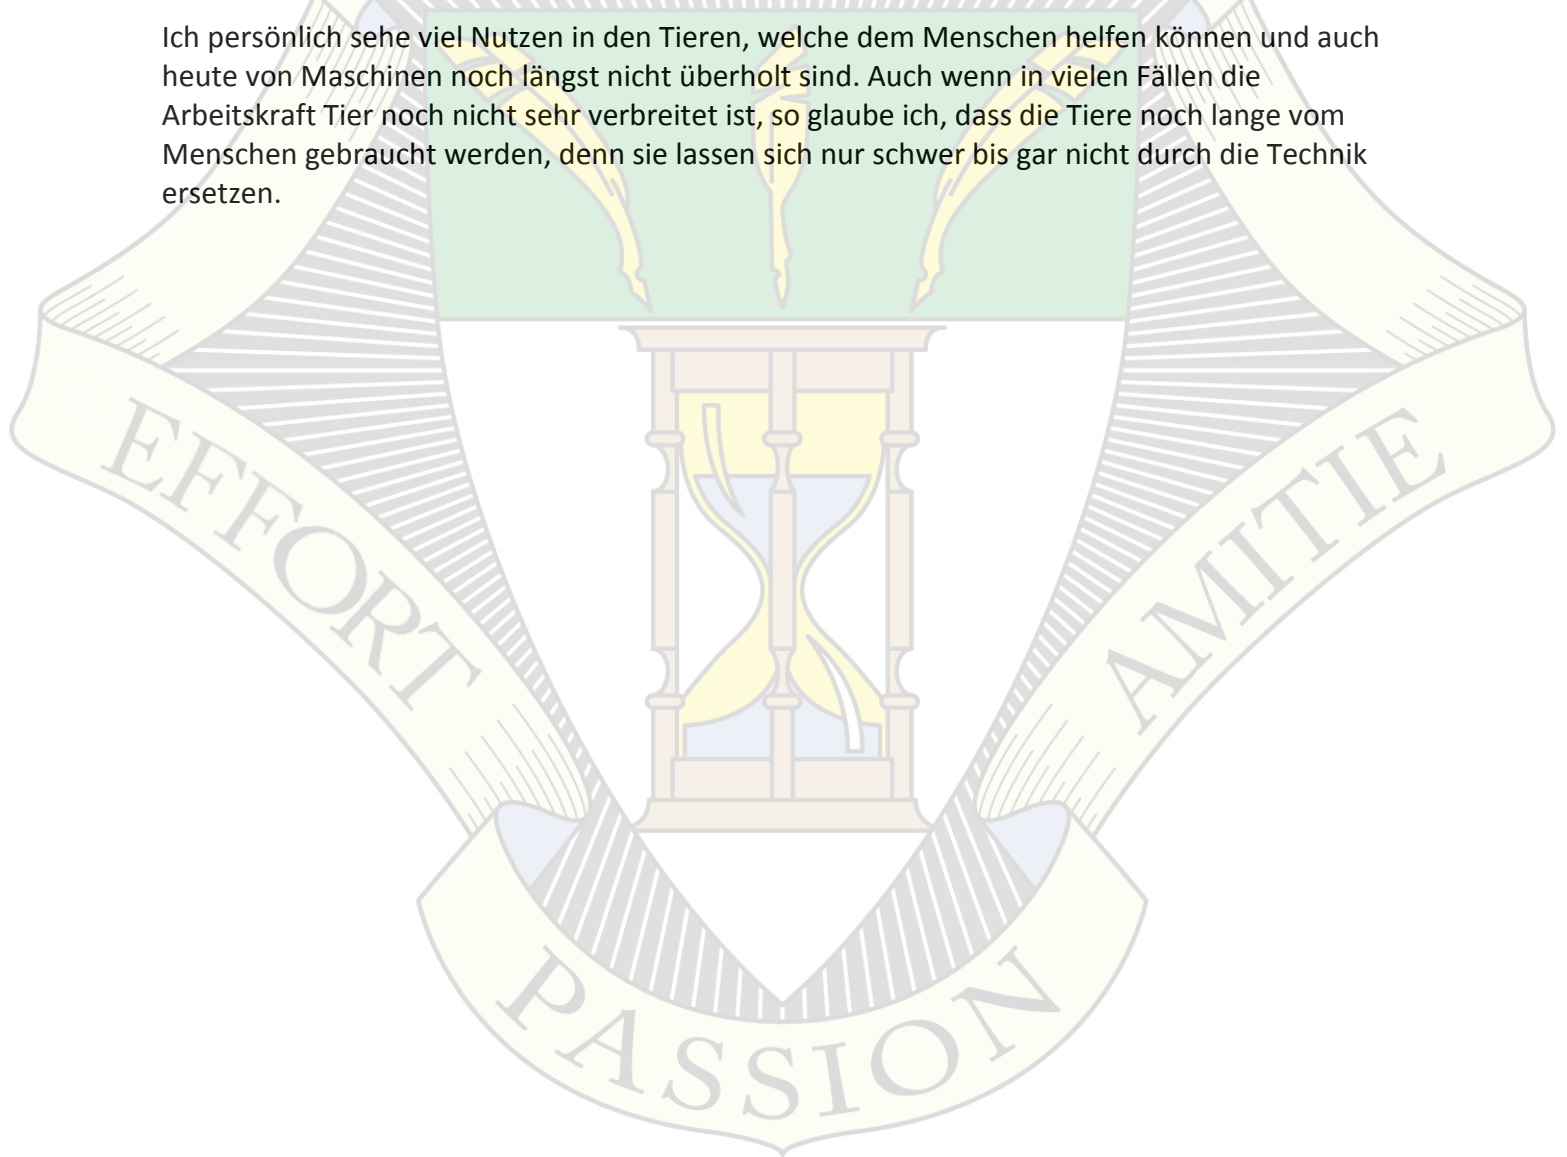 Ich persönlich sehe viel Nutzen in den Tieren, welche dem Menschen helfen können und auch
heute von Maschinen noch längst nicht überholt sind. Auch wenn in vielen Fällen die
Arbeitskraft Tier noch nicht sehr verbreitet ist, so glaube ich, dass die Tiere noch lange vom
Menschen gebraucht werden, denn sie lassen sich nur schwer bis gar nicht durch die Technik
ersetzen.
EFFORT
AMITIE
PASSION